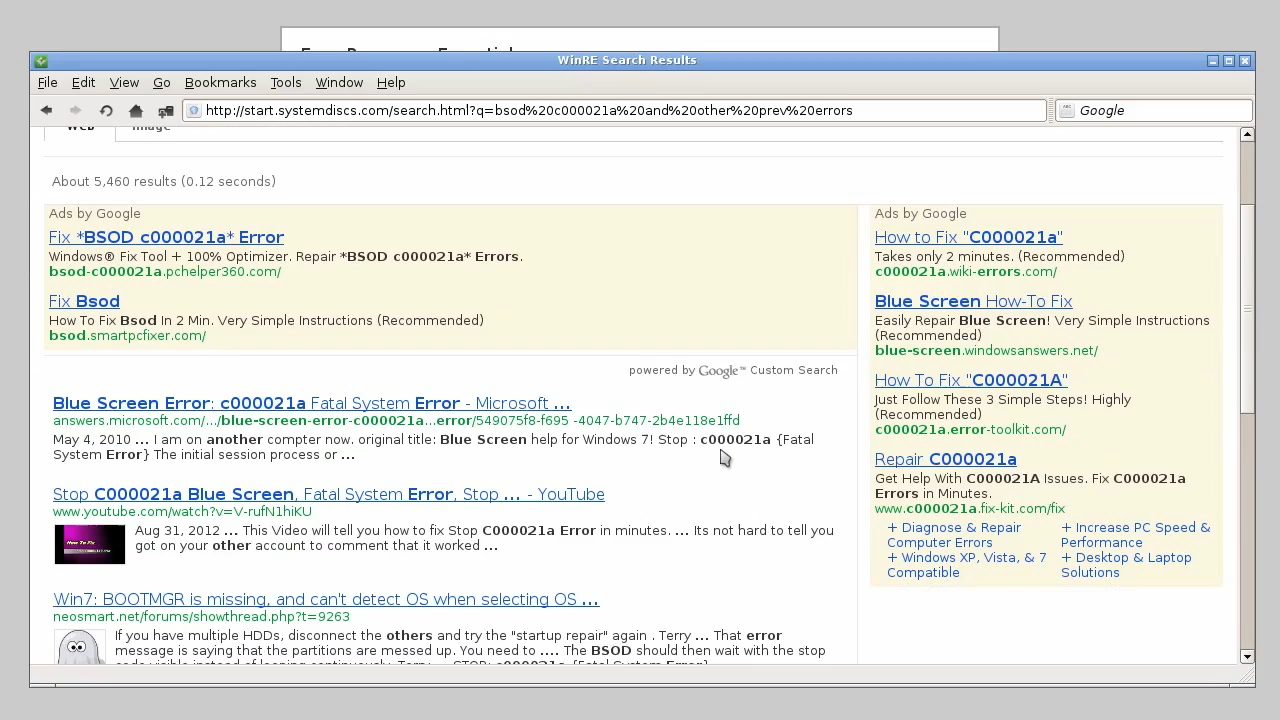 WinRE Search Results
File Edit View Go Bookmarks Tools Window Help
http://start.systemdiscs.com/search.html?q=bsod%20c000021a%20and%20other%20prev%20errors
Google
Web Image
About 5,460 results (0.12 seconds)
Ads by Google
Fix *BSOD c000021a* Error
Windows® Fix Tool + 100% Optimizer. Repair *BSOD c000021a* Errors.
bsod-c000021a.pchelper360.com/
Fix Bsod
How To Fix Bsod In 2 Min. Very Simple Instructions (Recommended)
bsod.smartpcfixer.com/
powered by Google™ Custom Search
Blue Screen Error: c000021a Fatal System Error - Microsoft ...
answers.microsoft.com/.../blue-screen-error-c000021a...error/549075f8-f695 -4047-b747-2b4e118e1ffd
May 4, 2010 ... I am on another compter now. original title: Blue Screen help for Windows 7! Stop : c000021a {Fatal
System Error} The initial session process or ...
Stop C000021a Blue Screen, Fatal System Error, Stop ... - YouTube
www.youtube.com/watch?v=V-rufN1hiKU
Aug 31, 2012 ... This Video will tell you how to fix Stop C000021a Error in minutes. ... Its not hard to tell you
got on your other account to comment that it worked ...
Win7: BOOTMGR is missing, and can't detect OS when selecting OS ...
neosmart.net/forums/showthread.php?t=9263
If you have multiple HDDs, disconnect the others and try the "startup repair" again . Terry ... That error
message is saying that the partitions are messed up. You need to .... The BSOD should then wait with the stop
code visible instead of looping continuously. Terry ... STOP: c000021a {Fatal System Error}
Ads by Google
How to Fix "C000021a"
Takes only 2 minutes. (Recommended)
c000021a.wiki-errors.com/
Blue Screen How-To Fix
Easily Repair Blue Screen! Very Simple Instructions
(Recommended)
blue-screen.windowsanswers.net/
How To Fix "C000021A"
Just Follow These 3 Simple Steps! Highly
(Recommended)
c000021a.error-toolkit.com/
Repair C000021a
Get Help With C000021A Issues. Fix C000021a
Errors in Minutes.
www.c000021a.fix-kit.com/fix
+ Diagnose & Repair
Computer Errors
+ Windows XP, Vista, & 7
Compatible
+ Increase PC Speed &
Performance
+ Desktop & Laptop
Solutions